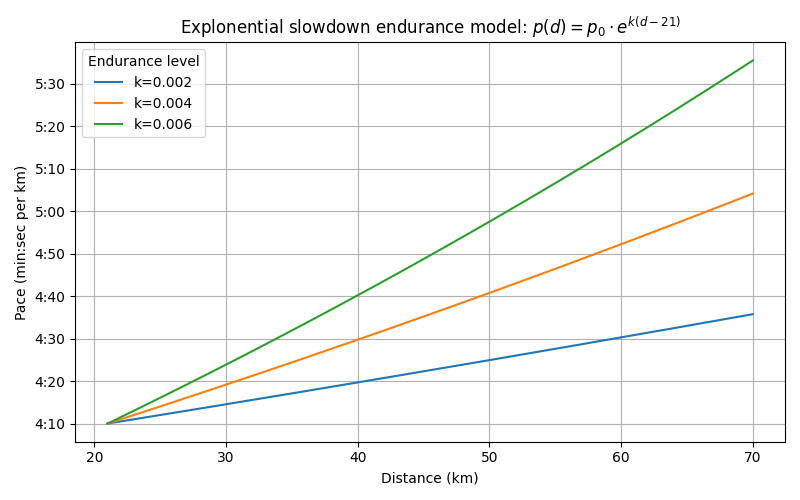 Explonential slowdown endurance model: $p(d) = p_0 \cdot e^{k(d-21)}$
Endurance level
k=0.002
k=0.004
k=0.006
Pace (min:sec per km)
5:30
5:20
5:10
5:00
4:50
4:40
4:30
4:20
4:10
20 30 40 50 60 70
Distance (km)